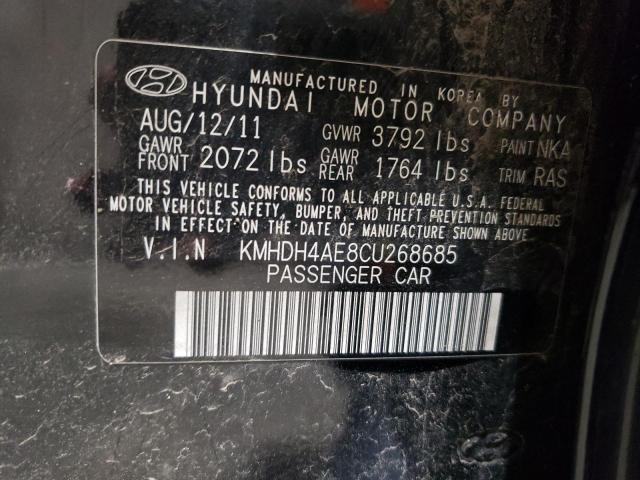 MANUFACTURED IN KOREA BY
HYUNDAI MOTOR COMPANY
AUG/12/11 GVWR 3792 lbs PAINT NKA
GAWR FRONT 2072 lbs GAWR REAR 1764 lbs TRIM RAS
THIS VEHICLE CONFORMS TO ALL APPLICABLE U.S.A. FEDERAL
MOTOR VEHICLE SAFETY, BUMPER, AND THEFT PREVENTION STANDARDS
IN EFFECT ON THE DATE OF MANUFACTURE SHOWN ABOVE.
V.I.N KMHDH4AE8CU268685
PASSENGER CAR